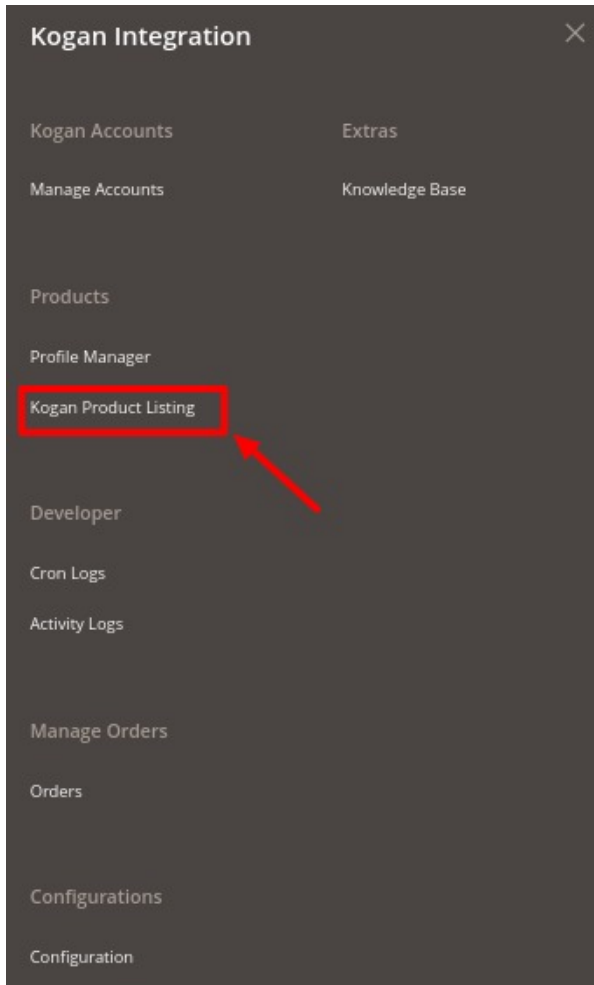 Kogan Integration
Kogan Accounts
Manage Accounts
Extras
Knowledge Base
Products
Profile Manager
Kogan Product Listing
Developer
Cron Logs
Activity Logs
Manage Orders
Orders
Configurations
Configuration